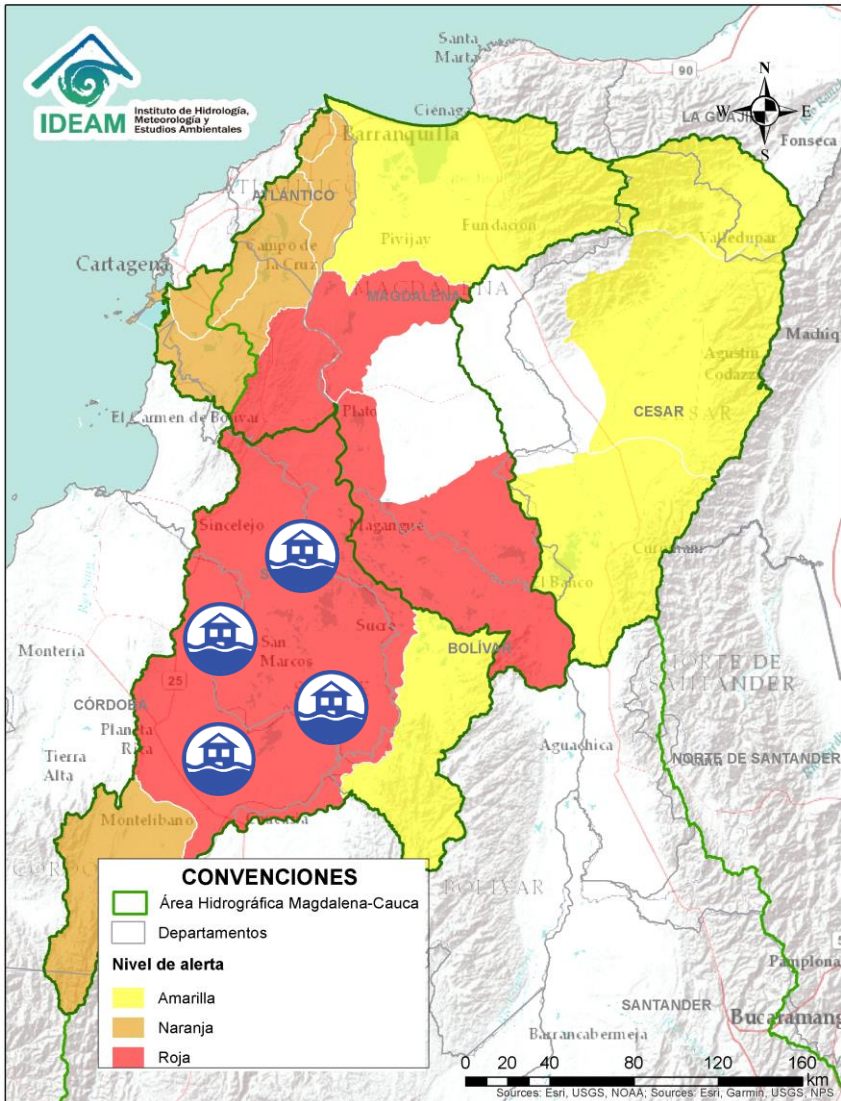 IDEAM
Instituto de Hidrología,
Meteorología y
Estudios Ambientales
Santa
Marta
90
N
W
E
S
LA GUAJI
Fonseca
Ciénaga
Barranquilla
ATLÁNTICO
Campo de
la Cruz
Pivijay
Fundación
Valledupar
Cartagena
MAGDALENA
Machiq
Agustín
Codazzi
CESAR
El Carmen de Bolívar
Plato
Sincelejo
Magangué
El Banco
Sucre
San
Marcos
BOLÍVAR
Montería
25
CÓRDOBA
Planeta
Rica
Tierra
Alta
NORTE DE
SANTANDER
Aguachica
NORTE DE SANTANDER
Montelíbano
BOLÍVAR
CONVENCIONES
Área Hidrográfica Magdalena-Cauca
Departamentos
Nivel de alerta
Amarilla
Naranja
Roja
Pamplona
SANTANDER
Bucaramang
Barrancabermeja
0 20 40 80 120 160
km
Sources: Esri, USGS, NOAA; Sources: Esri, Garmin, USGS, NPS